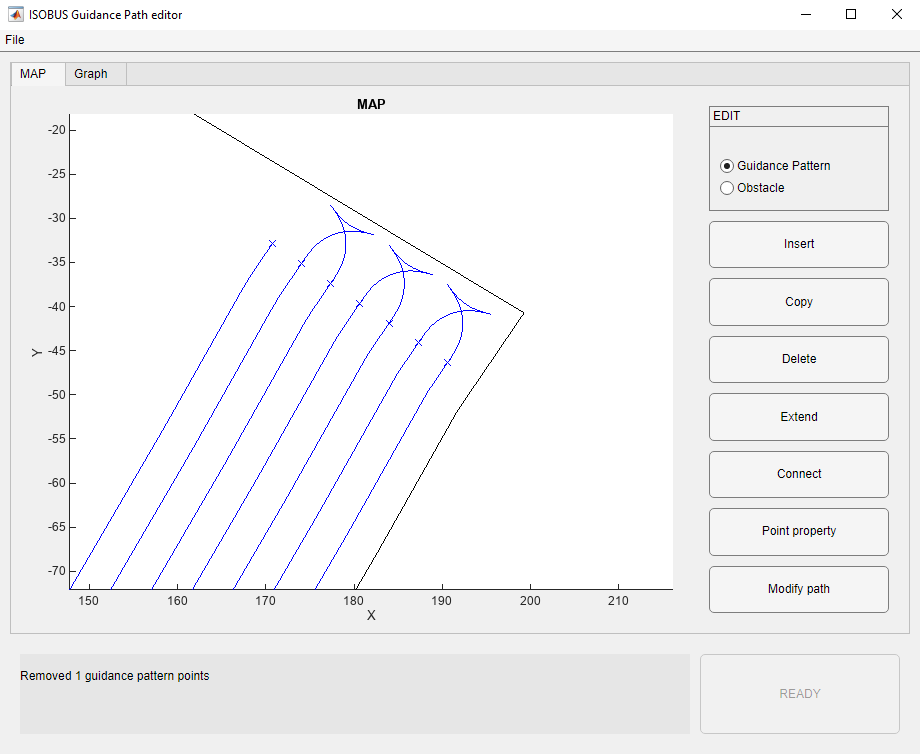 ISOBUS Guidance Path editor
File
MAP Graph
MAP
-20
-25
-30
-35
-40
-45
-50
-55
-60
-65
-70
Y
150 160 170 180 190 200 210
X
EDIT
Guidance Pattern
Obstacle
Insert
Copy
Delete
Extend
Connect
Point property
Modify path
Removed 1 guidance pattern points
READY